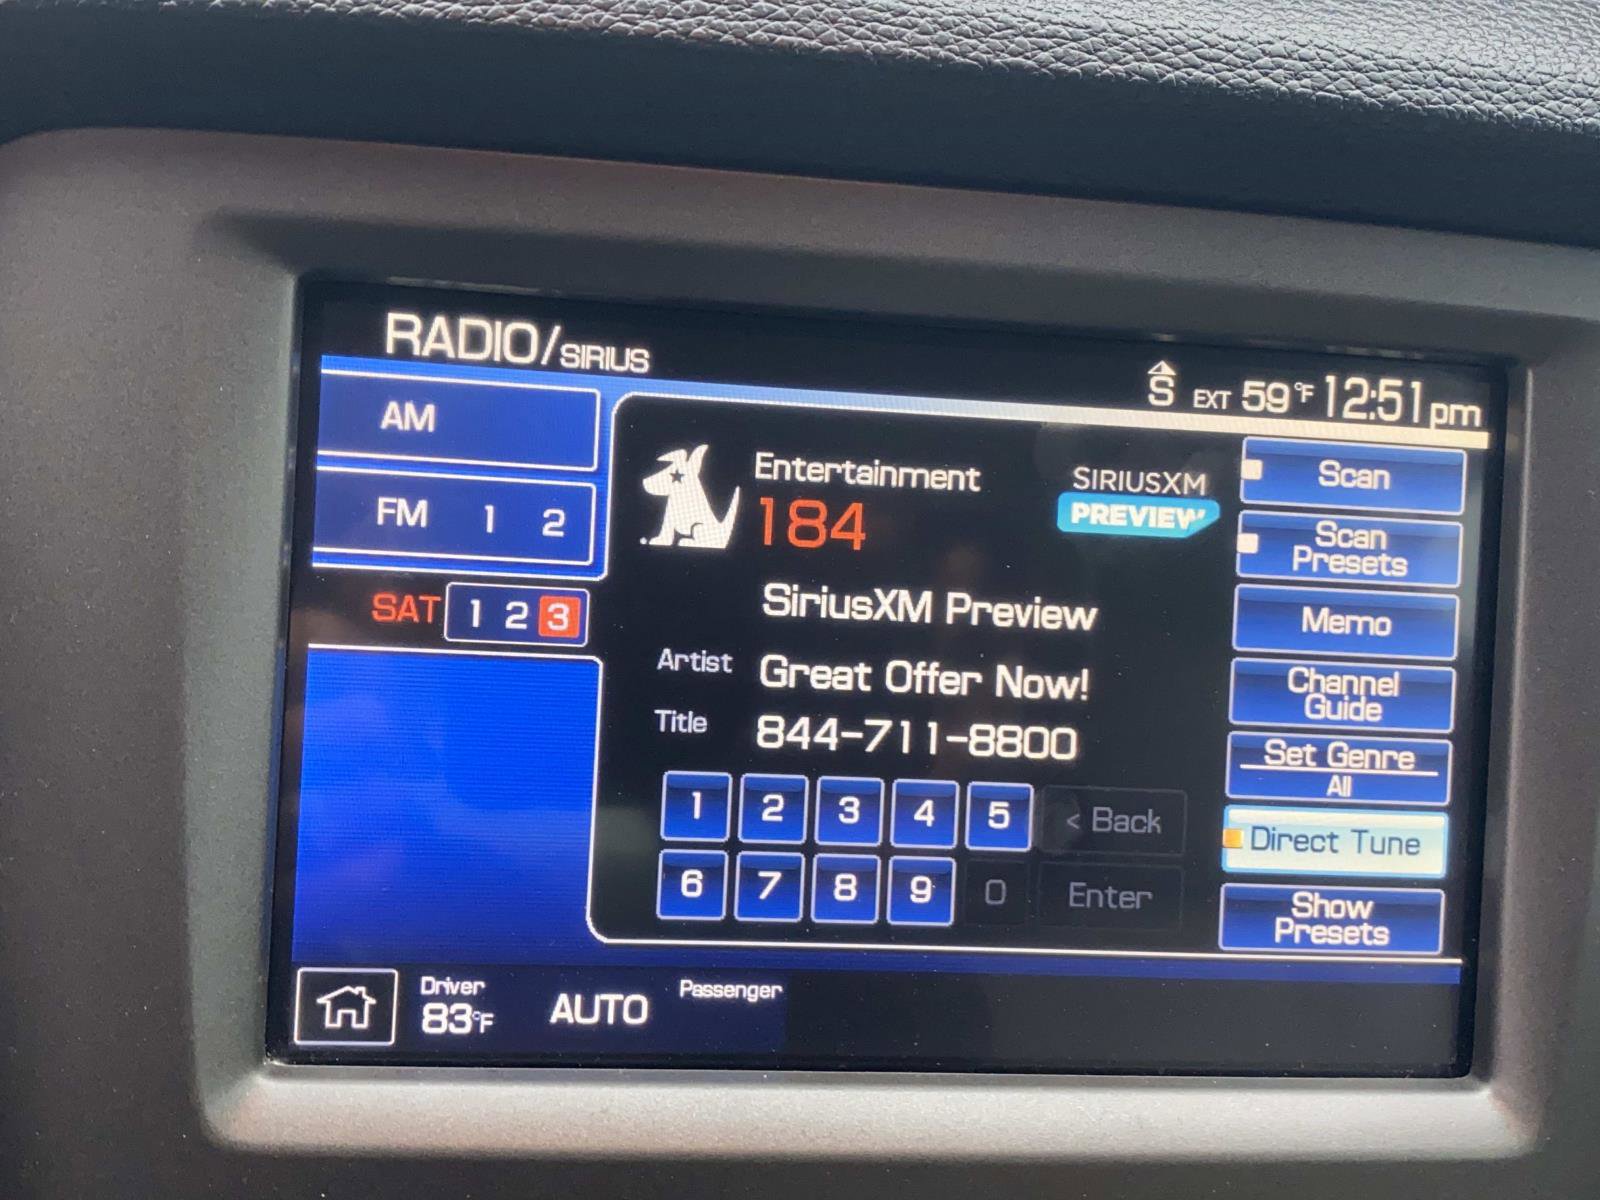 RADIO/SIRIUS
S EXT 59°F 12:51pm
AM
FM 1 2
SAT 1 2 3
Entertainment
184
SIRIUSXM
PREVIEW
SiriusXM Preview
Artist Great Offer Now!
Title 844-711-8800
1 2 3 4 5 < Back
6 7 8 9 0 Enter
Scan
Scan
Presets
Memo
Channel
Guide
Set Genre
All
Direct Tune
Show
Presets
Driver
83°F
AUTO
Passenger